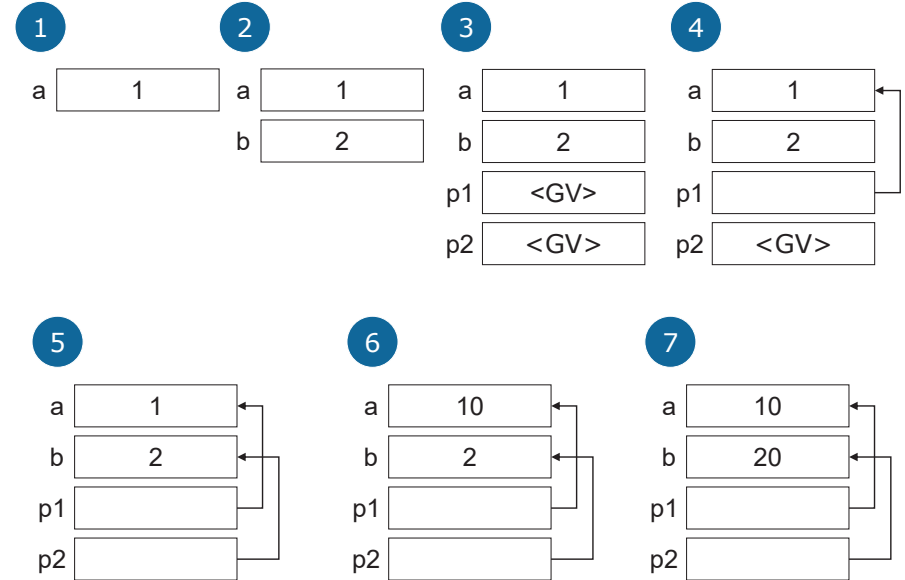 1 2 3 4
a 1 a 1 a 1 a 1
b 2 b 2 b 2
p1 <GV> p1
p2 <GV> p2 <GV>
5 6 7
a 1 a 10 a 10
b 2 b 2 b 20
p1 p1 p1
p2 p2 p2